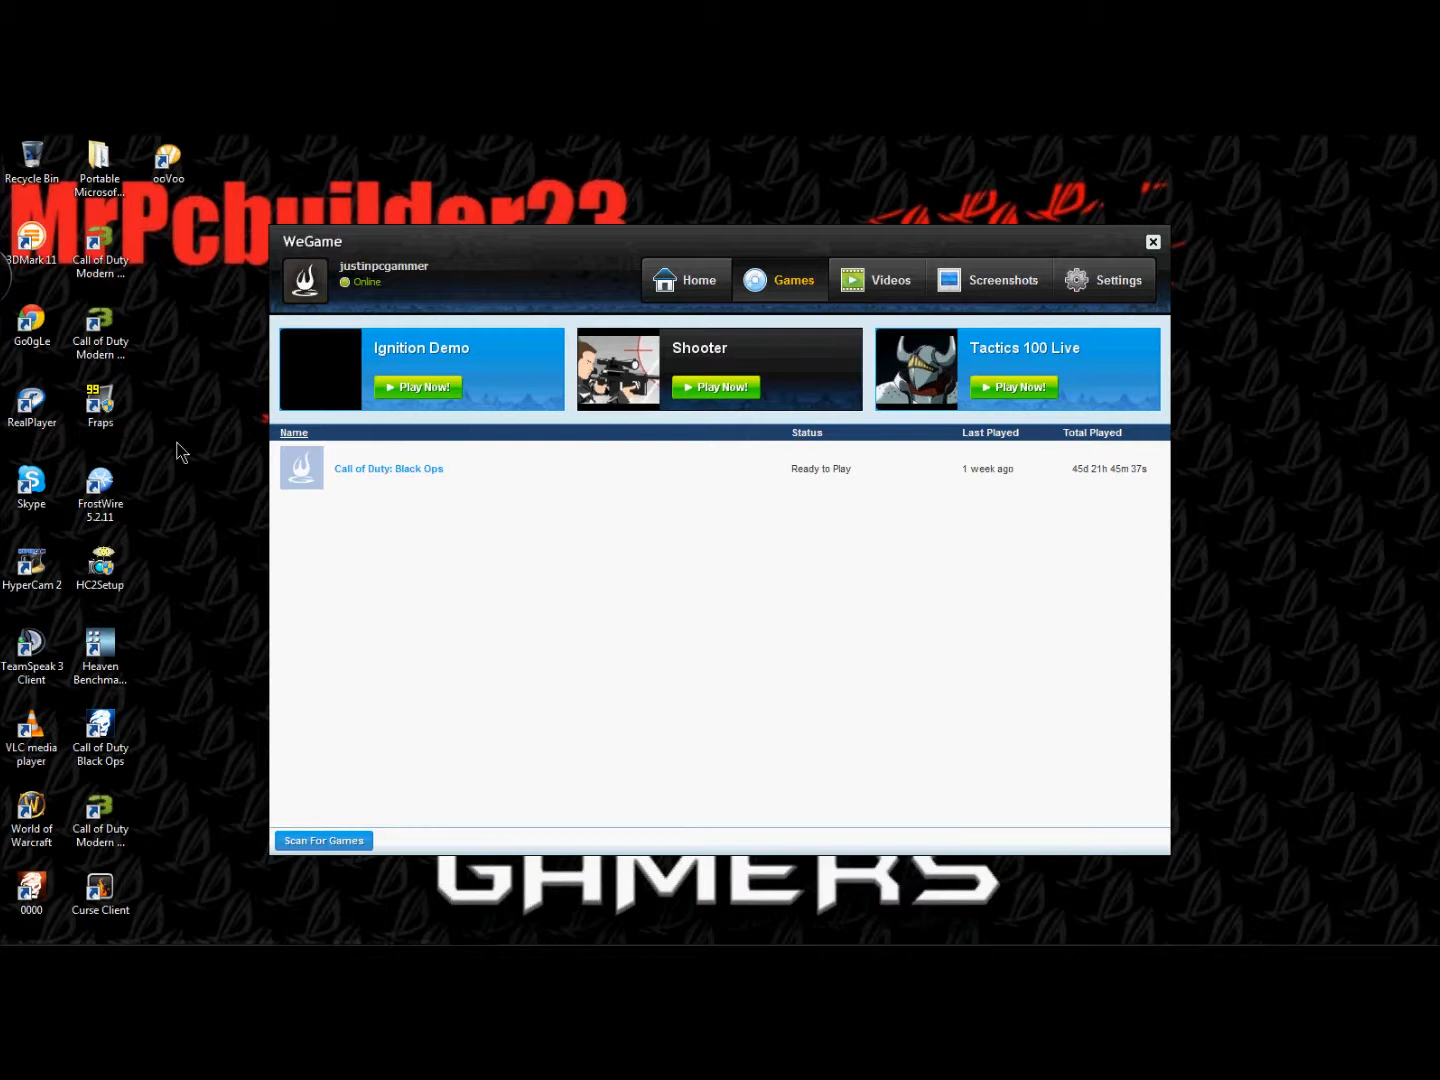 Recycle Bin
Portable
Microsof...
ooVoo
MrPcbuilder23
3DMark 11
Call of Duty
Modern ...
Go0gLe
Call of Duty
Modern ...
RealPlayer
99
Fraps
Skype
FrostWire
5.2.11
HyperCam 2
HC2Setup
TeamSpeak 3
Client
Heaven
Benchma...
VLC media
player
Call of Duty
Black Ops
World of
Warcraft
Call of Duty
Modern ...
0000
Curse Client
WeGame
justinpcgammer
Online
Home
Games
Videos
Screenshots
Settings
Ignition Demo
Play Now!
Shooter
Play Now!
Tactics 100 Live
Play Now!
Name Status Last Played Total Played
Call of Duty: Black Ops Ready to Play 1 week ago 45d 21h 45m 37s
Scan For Games
GAMERS